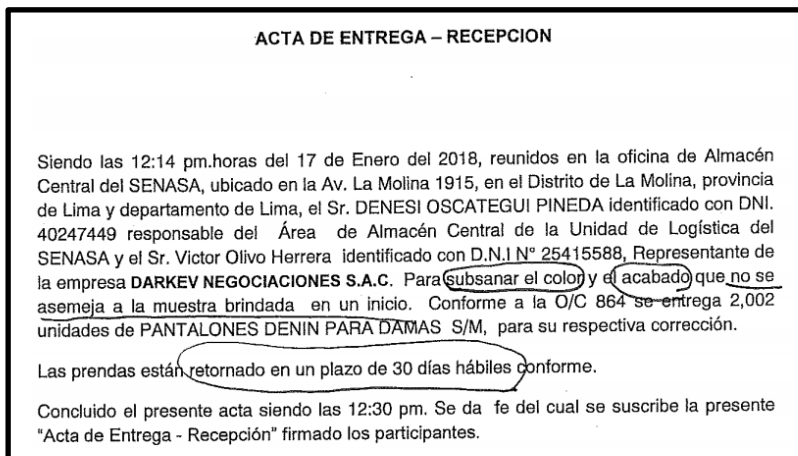 ACTA DE ENTREGA – RECEPCION
Siendo las 12:14 pm.horas del 17 de Enero del 2018, reunidos en la oficina de Almacén
Central del SENASA, ubicado en la Av. La Molina 1915, en el Distrito de La Molina, provincia
de Lima y departamento de Lima, el Sr. DENESI OSCATEGUI PINEDA identificado con DNI.
40247449 responsable del Área de Almacén Central de la Unidad de Logística del
SENASA y el Sr. Victor Olivo Herrera identificado con D.N.I N° 25415588, Representante de
la empresa DARKEV NEGOCIACIONES S.A.C. Para subsanar el color y el acabado que no se
asemeja a la muestra brindada en un inicio. Conforme a la O/C 864 se entrega 2,002
unidades de PANTALONES DENIN PARA DAMAS S/M, para su respectiva corrección.
Las prendas están retornado en un plazo de 30 días hábiles conforme.
Concluido el presente acta siendo las 12:30 pm. Se da fe del cual se suscribe la presente
"Acta de Entrega - Recepción" firmado los participantes.